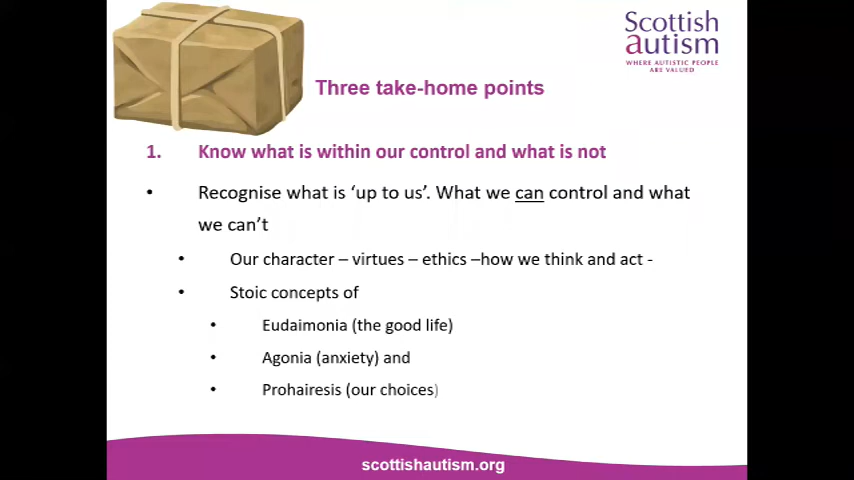 Scottish
autism
WHERE AUTISTIC PEOPLE
ARE VALUED
Three take-home points
1. Know what is within our control and what is not
• Recognise what is ‘up to us’. What we can control and what
we can’t
• Our character – virtues – ethics –how we think and act -
• Stoic concepts of
• Eudaimonia (the good life)
• Agonia (anxiety) and
• Prohairesis (our choices)
scottishautism.org